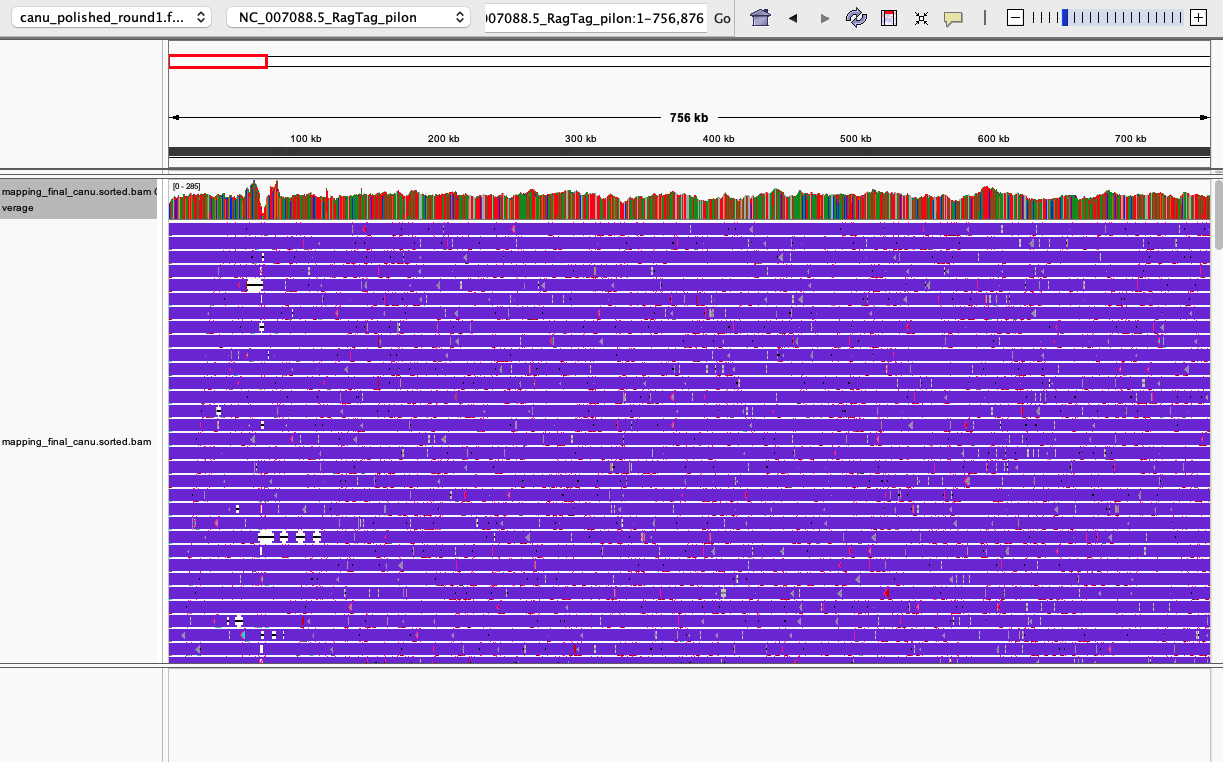 canu_polished_round1.f...
NC_007088.5_RagTag_pilon
007088.5_RagTag_pilon:1-756,876
Go
756 kb
100 kb 200 kb 300 kb 400 kb 500 kb 600 kb 700 kb
mapping_final_canu.sorted.bam C
verage
[0 - 285]
mapping_final_canu.sorted.bam